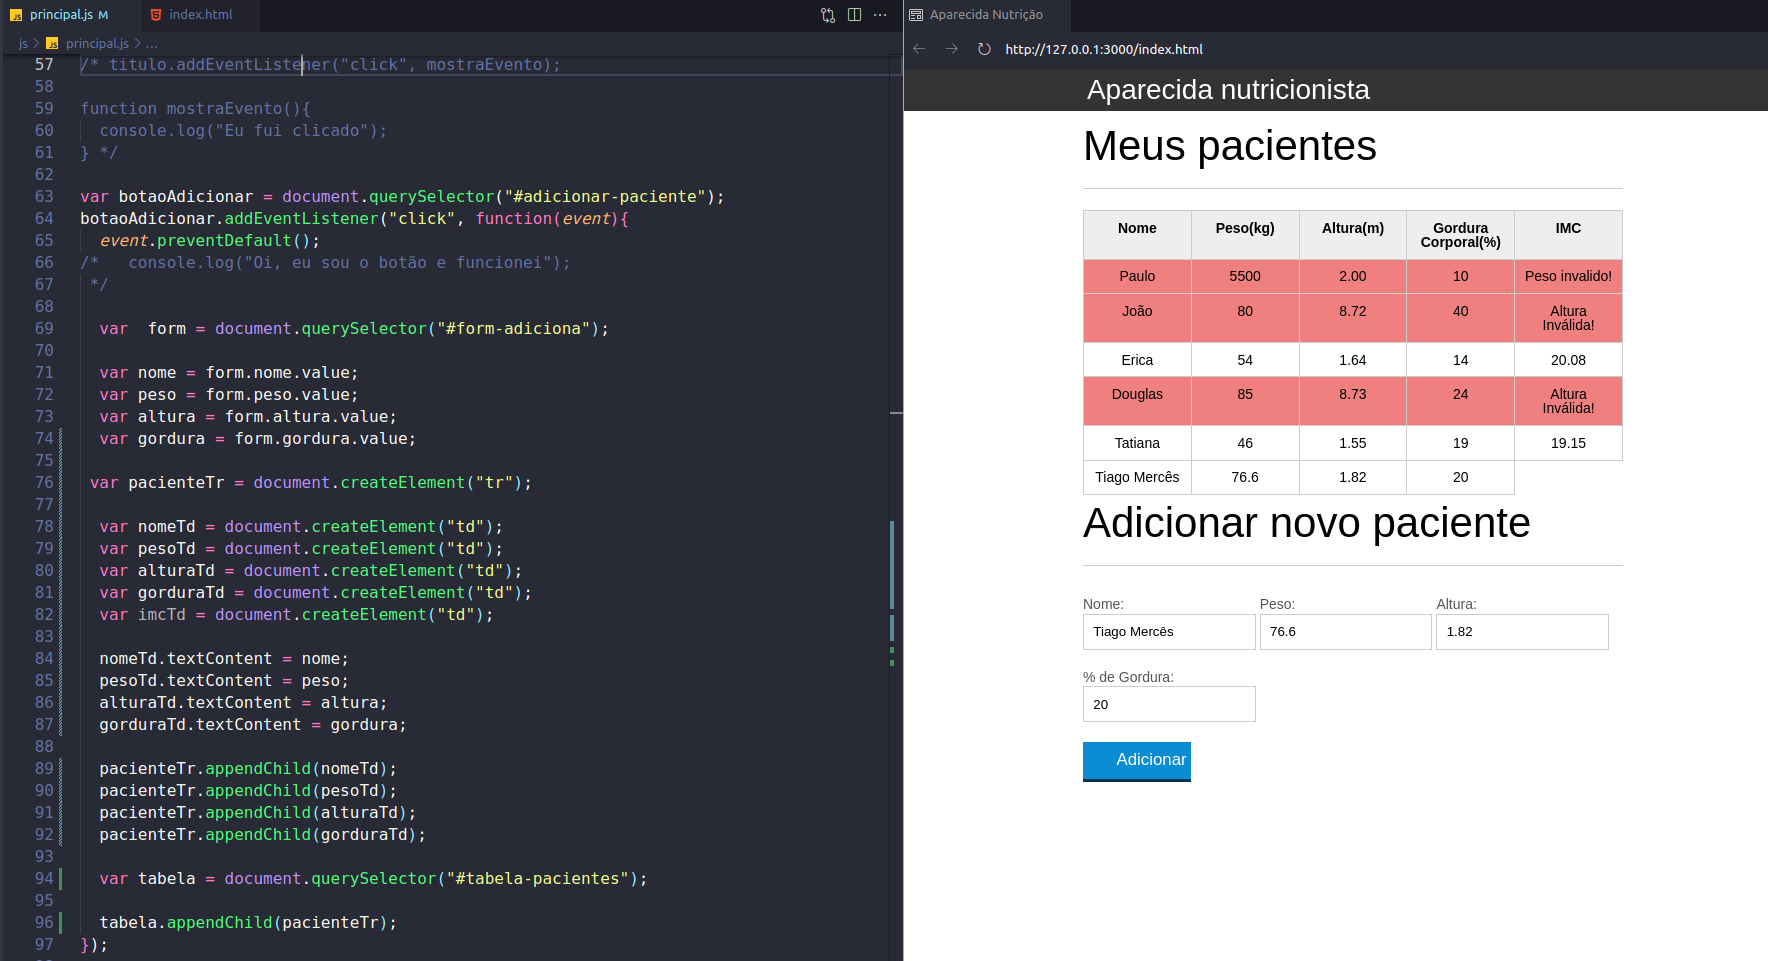 principal.js M
index.html
js > principal.js > ...
57 /* titulo.addEventListener("click", mostraEvento);
58
59 function mostraEvento(){
60   console.log("Eu fui clicado");
61 } */
62
63 var botaoAdicionar = document.querySelector("#adicionar-paciente");
64 botaoAdicionar.addEventListener("click", function(event){
65   event.preventDefault();
66 /*   console.log("Oi, eu sou o botão e funcionei");
67  */
68
69   var  form = document.querySelector("#form-adiciona");
70
71   var nome = form.nome.value;
72   var peso = form.peso.value;
73   var altura = form.altura.value;
74   var gordura = form.gordura.value;
75
76  var pacienteTr = document.createElement("tr");
77
78   var nomeTd = document.createElement("td");
79   var pesoTd = document.createElement("td");
80   var alturaTd = document.createElement("td");
81   var gorduraTd = document.createElement("td");
82   var imcTd = document.createElement("td");
83
84   nomeTd.textContent = nome;
85   pesoTd.textContent = peso;
86   alturaTd.textContent = altura;
87   gorduraTd.textContent = gordura;
88
89   pacienteTr.appendChild(nomeTd);
90   pacienteTr.appendChild(pesoTd);
91   pacienteTr.appendChild(alturaTd);
92   pacienteTr.appendChild(gorduraTd);
93
94   var tabela = document.querySelector("#tabela-pacientes");
95
96   tabela.appendChild(pacienteTr);
97 });
Aparecida Nutrição
http://127.0.0.1:3000/index.html
Aparecida nutricionista
Meus pacientes
Nome Peso(kg) Altura(m) Gordura Corporal(%) IMC
Paulo 5500 2.00 10 Peso invalido!
João 80 8.72 40 Altura Inválida!
Erica 54 1.64 14 20.08
Douglas 85 8.73 24 Altura Inválida!
Tatiana 46 1.55 19 19.15
Tiago Mercês 76.6 1.82 20
Adicionar novo paciente
Nome: Peso: Altura:
Tiago Mercês 76.6 1.82
% de Gordura:
20
Adicionar